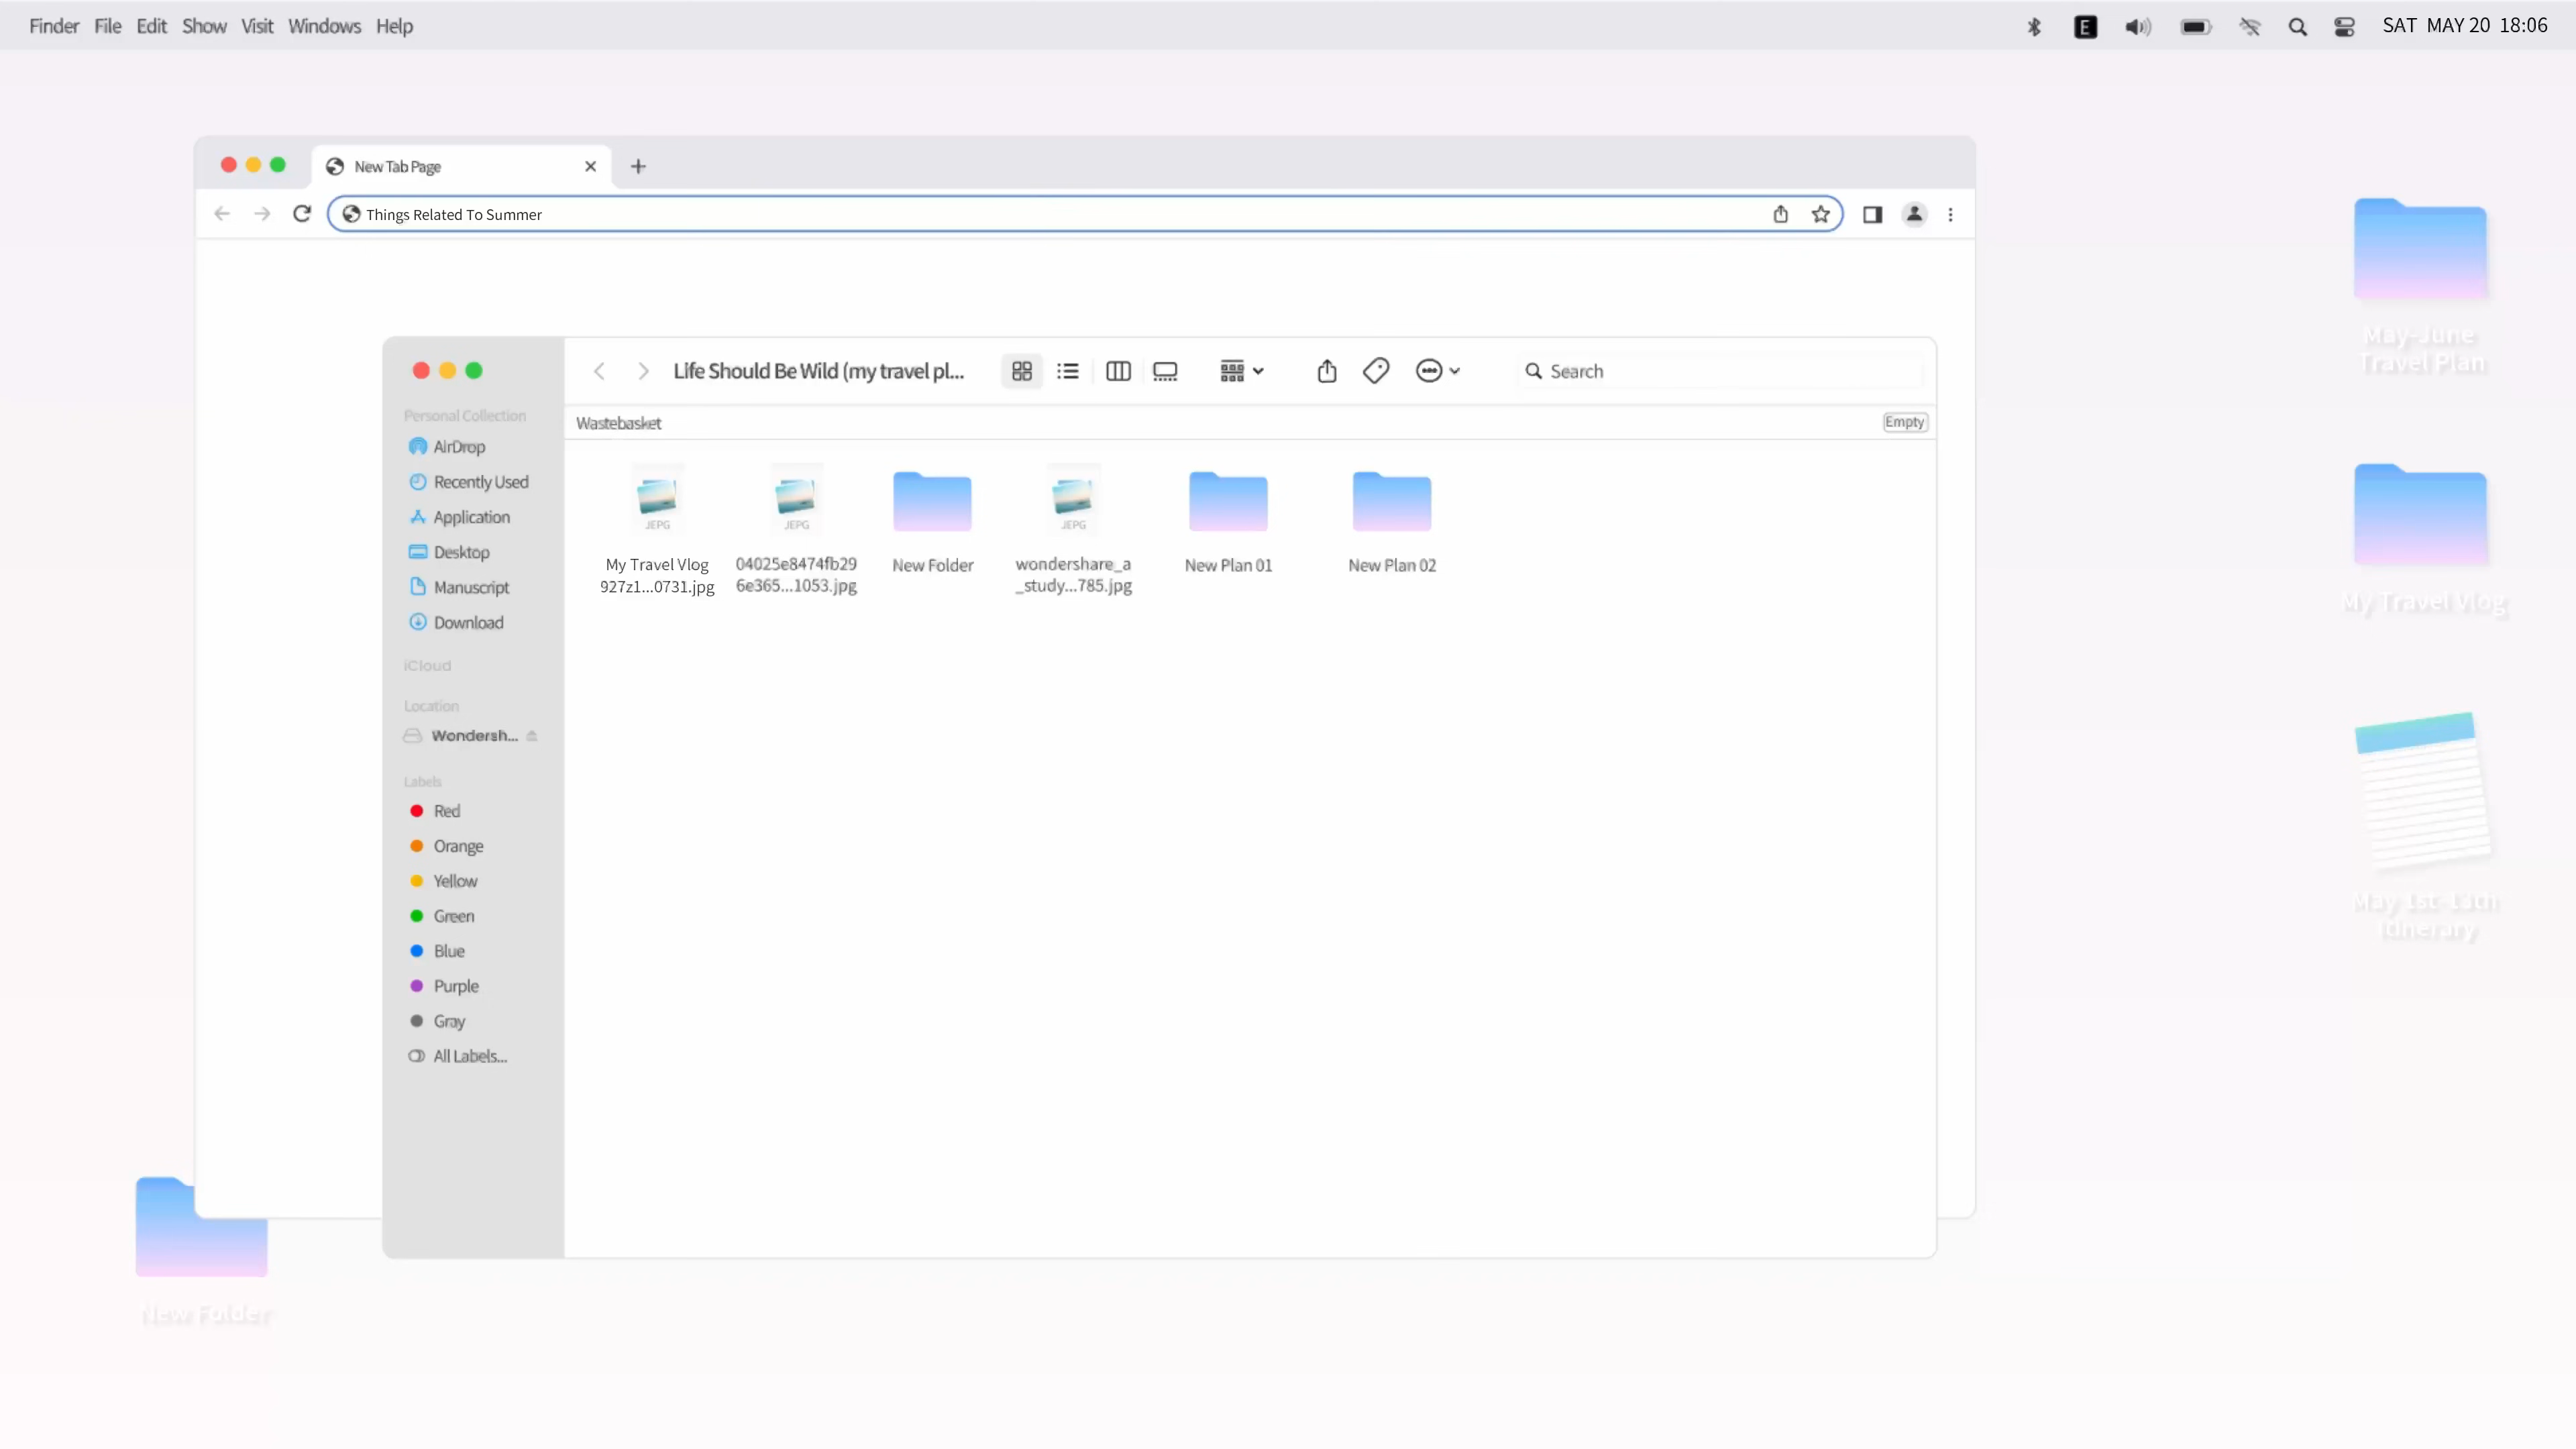 Finder File Edit Show Visit Windows Help
E
SAT MAY 20 18:06
New Tab Page
Things Related To Summer
Life Should Be Wild (my travel pl...
Search
Wastebasket
Empty
Personal Collection
AirDrop
Recently Used
Application
Desktop
Manuscript
Download
iCloud
Location
Wondersh...
Labels
Red
Orange
Yellow
Green
Blue
Purple
Gray
All Labels...
JEPG
My Travel Vlog
927z1...0731.jpg
JEPG
04025e8474fb29
6e365...1053.jpg
New Folder
JEPG
wondershare_a
_study...785.jpg
New Plan 01
New Plan 02
May-June
Travel Plan
My Travel Vlog
May 1st-13th
Itinerary
New Folder